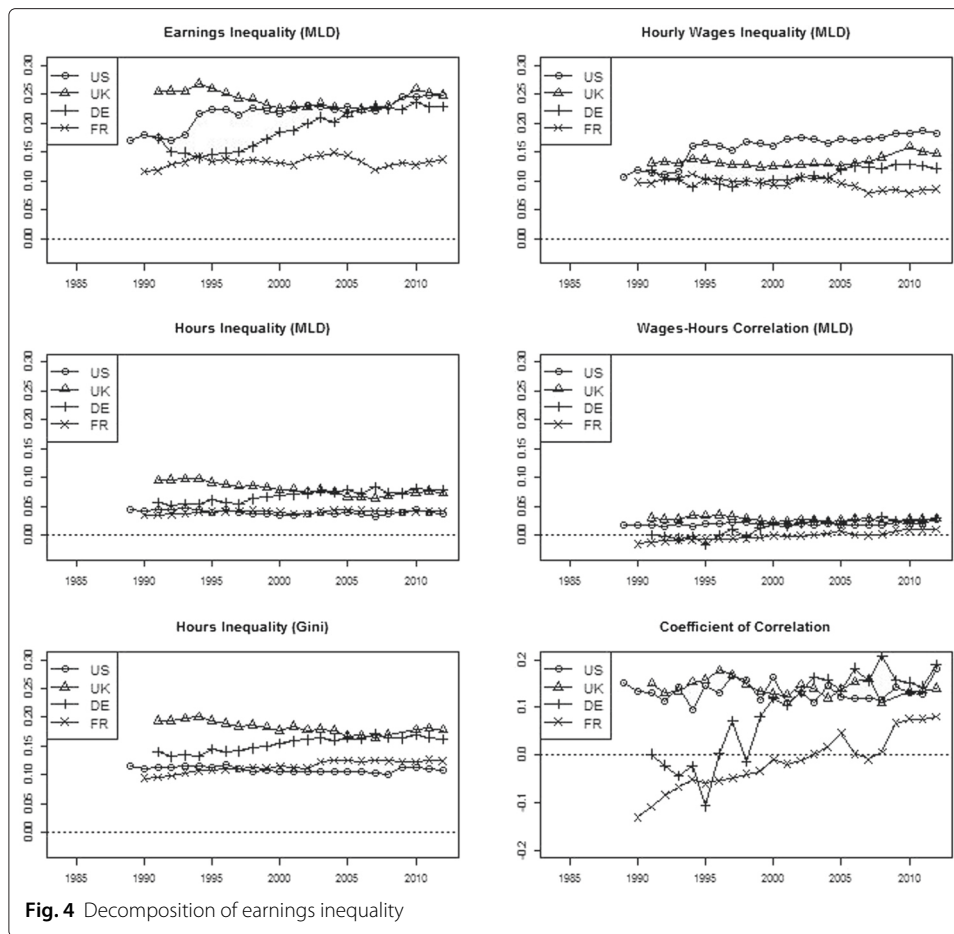 Earnings Inequality (MLD)
0.30
0.25
0.20
0.15
0.10
0.05
0.00
US
UK
DE
FR
1985 1990 1995 2000 2005 2010
Hourly Wages Inequality (MLD)
0.30
0.25
0.20
0.15
0.10
0.05
0.00
US
UK
DE
FR
1985 1990 1995 2000 2005 2010
Hours Inequality (MLD)
0.30
0.25
0.20
0.15
0.10
0.05
0.00
US
UK
DE
FR
1985 1990 1995 2000 2005 2010
Wages-Hours Correlation (MLD)
0.30
0.25
0.20
0.15
0.10
0.05
0.00
US
UK
DE
FR
1985 1990 1995 2000 2005 2010
Hours Inequality (Gini)
0.30
0.25
0.20
0.15
0.10
0.05
0.00
US
UK
DE
FR
1985 1990 1995 2000 2005 2010
Coefficient of Correlation
0.2
0.1
0.0
-0.1
-0.2
US
UK
DE
FR
1985 1990 1995 2000 2005 2010
Fig. 4 Decomposition of earnings inequality